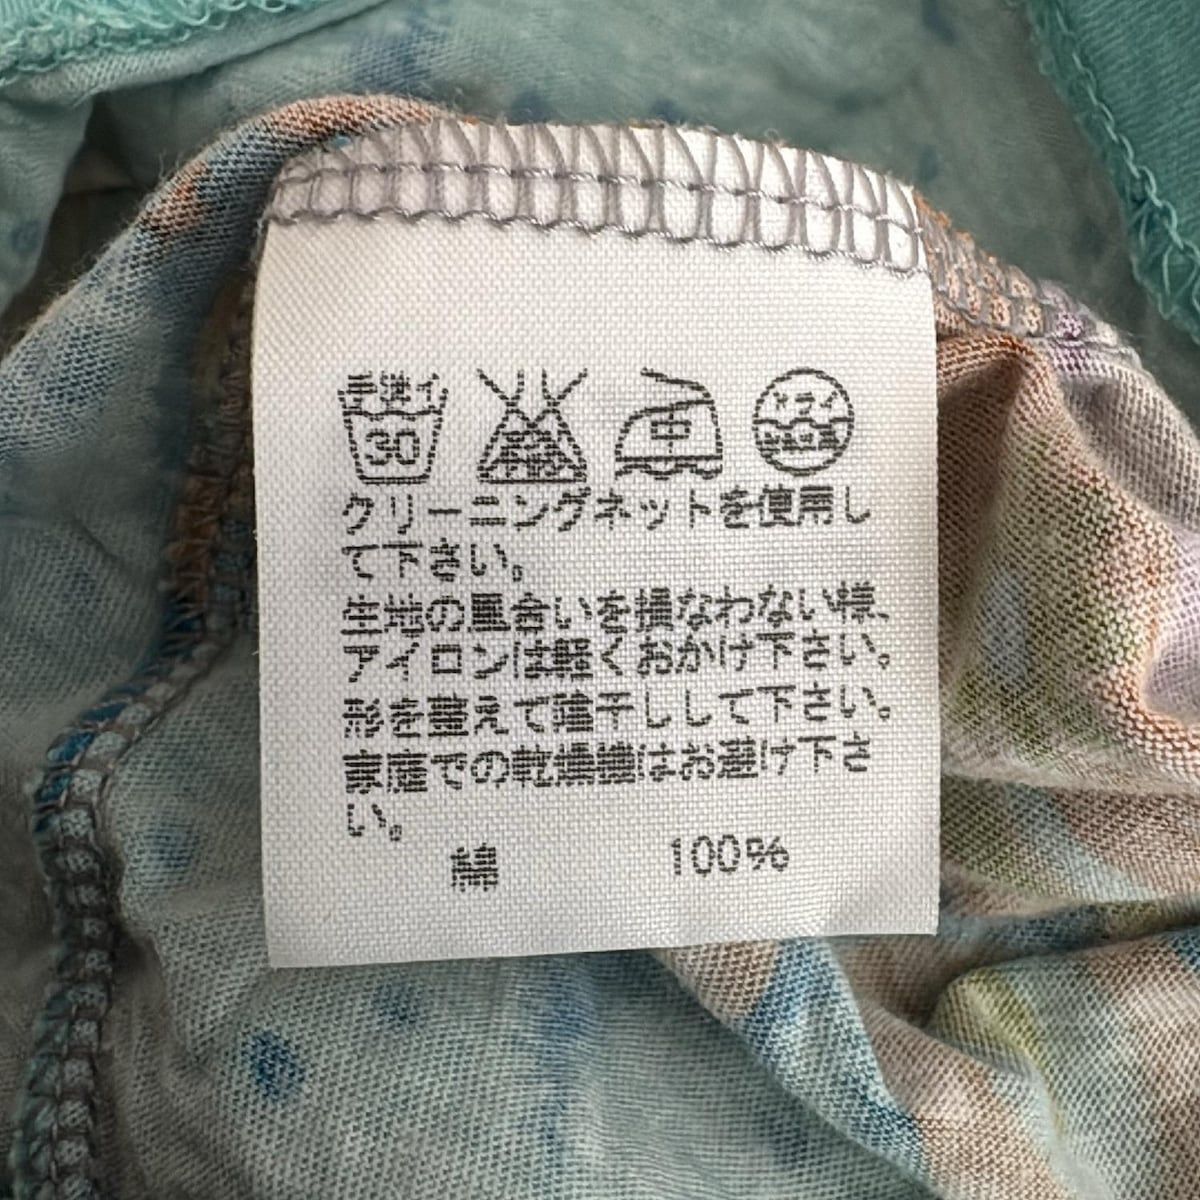 手洗イ
30
中
ドライ
クリーニングネットを使用し
て下さい。
生地の風合いを損なわない様、
アイロンは軽くおかけ下さい。
形を整えて蔭干しして下さい。
家庭での乾燥機はお避け下さ
い。
綿 100%